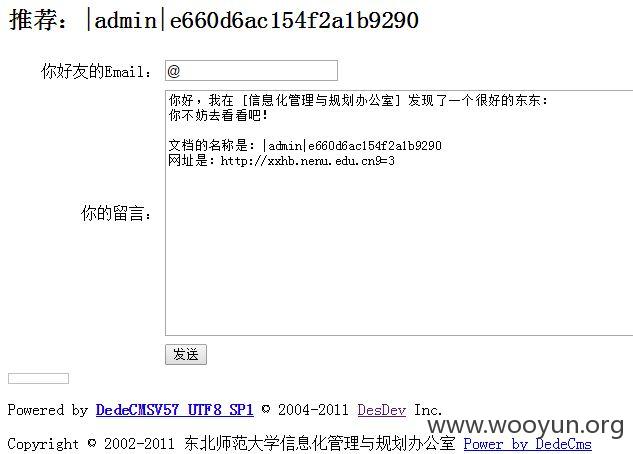 推荐：|admin|e660d6ac154f2a1b9290
你好友的Email：
@
你好，我在 [信息化管理与规划办公室] 发现了一个很好的东东：
你不妨去看看吧！
文档的名称是：|admin|e660d6ac154f2a1b9290
网址是：http://xxhb.nenu.edu.cn9=3
你的留言：
发送
Powered by DedeCMSV57_UTF8_SP1 © 2004-2011 DesDev Inc.
www.wooyun.org
Copyright © 2002-2011 东北师范大学信息化管理与规划办公室 Power by DedeCms